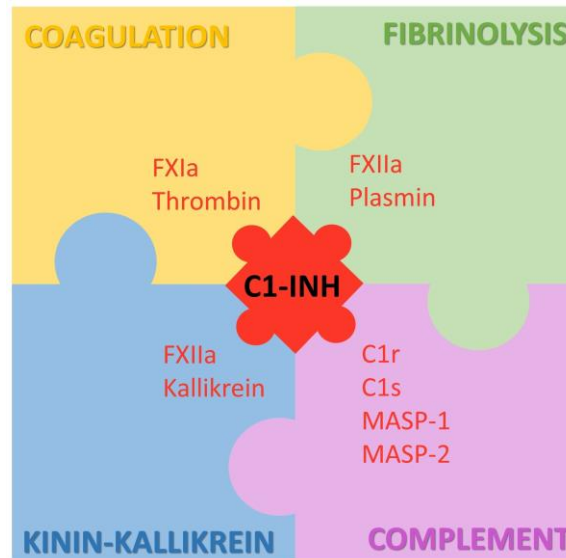 COAGULATION
FIBRINOLYSIS
FXIa
Thrombin
FXIIa
Plasmin
C1-INH
FXIIa
Kallikrein
C1r
C1s
MASP-1
MASP-2
KININ-KALLIKREIN
COMPLEMENT